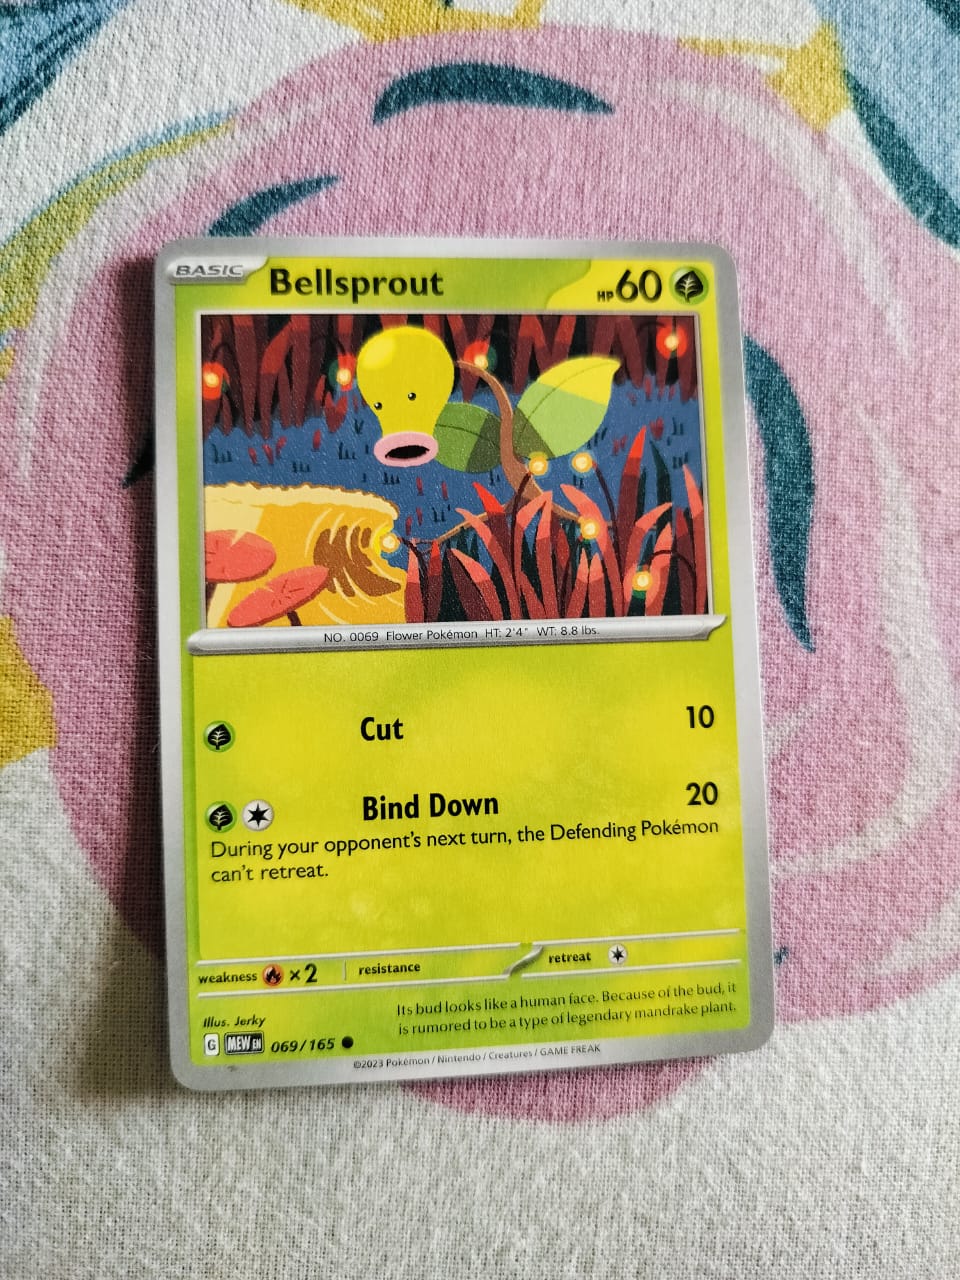 BASIC Bellsprout HP 60
NO. 0069 Flower Pokémon HT: 2'4" WT: 8.8 lbs.
Cut 10
Bind Down 20
During your opponent's next turn, the Defending Pokémon
can't retreat.
weakness ×2 resistance retreat
Its bud looks like a human face. Because of the bud, it
is rumored to be a type of legendary mandrake plant.
Illus. Jerky
G MEW EN 069/165
©2023 Pokémon / Nintendo / Creatures / GAME FREAK